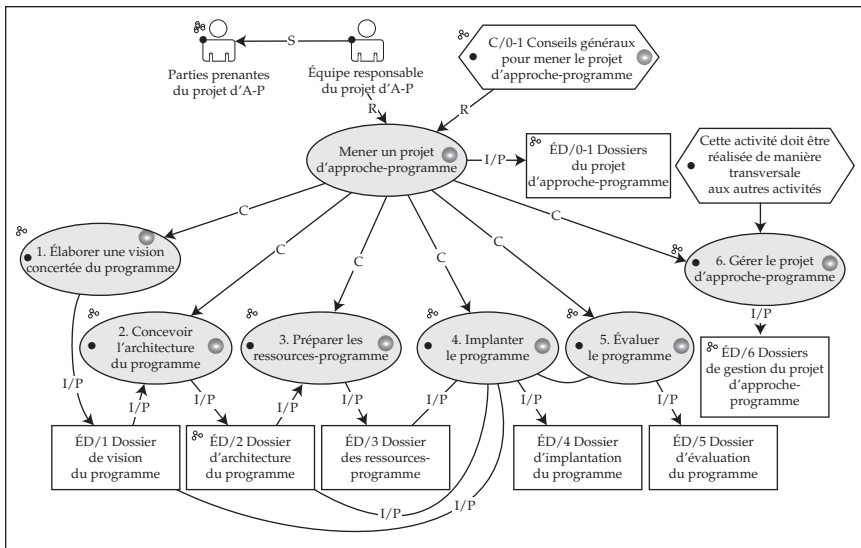 S
Parties prenantes
du projet d'A-P
Équipe responsable
du projet d'A-P
C/0-1 Conseils généraux
pour mener le projet
d'approche-programme
R
R
Mener un projet
d'approche-programme
I/P
ÉD/0-1 Dossiers
du projet
d'approche-programme
Cette activité doit être
réalisée de manière
transversale
aux autres activités
C
C
C
C
C
C
1. Élaborer une vision
concertée du programme
6. Gérer le projet
d'approche-programme
2. Concevoir
l'architecture
du programme
3. Préparer les
ressources-programme
4. Implanter
le programme
5. Évaluer
le programme
I/P
ÉD/6 Dossiers
de gestion du projet
d'approche-
programme
I/P
I/P
I/P
I/P
I/P
I/P
I/P
I/P
I/P
ÉD/1 Dossier
de vision
du programme
ÉD/2 Dossier
d'architecture
du programme
ÉD/3 Dossier
des ressources-
programme
ÉD/4 Dossier
d'implantation
du programme
ÉD/5 Dossier
d'évaluation
du programme
I/P
I/P